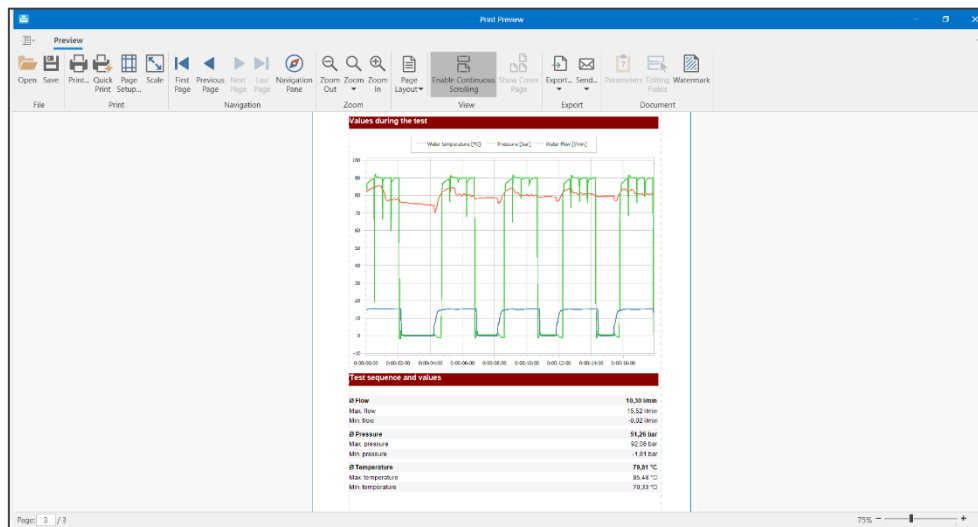 Print Preview
Preview
Open Save Print... Quick Print Page Setup... Scale First Page Previous Page Next Page Last Page Navigation Pane Zoom Out Zoom Zoom In Page Layout Enable Continuous Scrolling Show Cover Page Export... Send... Parameters Editing Fields Watermark
File Print Navigation Zoom View Export Document
Values during the test
Water temperature [°C] Pressure [bar] Water Flow [l/min]
100
90
80
70
60
50
40
30
20
10
0
-10
0:00:00:00 0:00:02:00 0:00:04:00 0:00:06:00 0:00:08:00 0:00:10:00 0:00:12:00 0:00:14:00 0:00:16:00
Test sequence and values
Ø Flow 10,30 l/min
Max. flow 15,52 l/min
Min. flow -0,02 l/min
Ø Pressure 51,26 bar
Max. pressure 92,06 bar
Min. pressure -1,81 bar
Ø Temperature 79,81 °C
Max. temperature 85,48 °C
Min. temperature 70,33 °C
Page: 3 / 3 75% − +